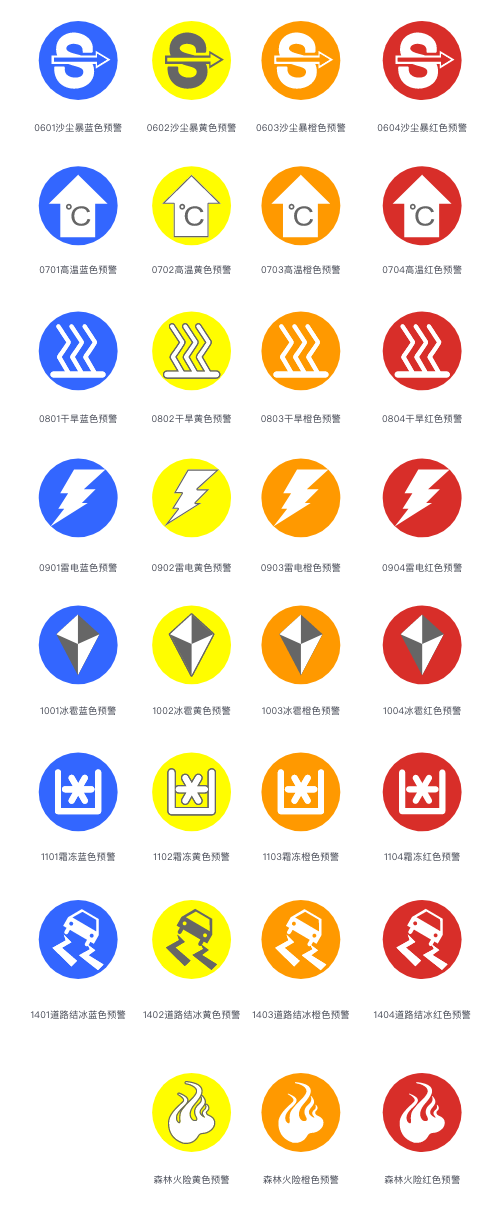 S S S S
0601沙尘暴蓝色预警 0602沙尘暴黄色预警 0603沙尘暴橙色预警 0604沙尘暴红色预警
℃ ℃ ℃ ℃
0701高温蓝色预警 0702高温黄色预警 0703高温橙色预警 0704高温红色预警
0801干旱蓝色预警 0802干旱黄色预警 0803干旱橙色预警 0804干旱红色预警
0901雷电蓝色预警 0902雷电黄色预警 0903雷电橙色预警 0904雷电红色预警
1001冰雹蓝色预警 1002冰雹黄色预警 1003冰雹橙色预警 1004冰雹红色预警
1101霜冻蓝色预警 1102霜冻黄色预警 1103霜冻橙色预警 1104霜冻红色预警
1401道路结冰蓝色预警 1402道路结冰黄色预警 1403道路结冰橙色预警 1404道路结冰红色预警
森林火险黄色预警 森林火险橙色预警 森林火险红色预警